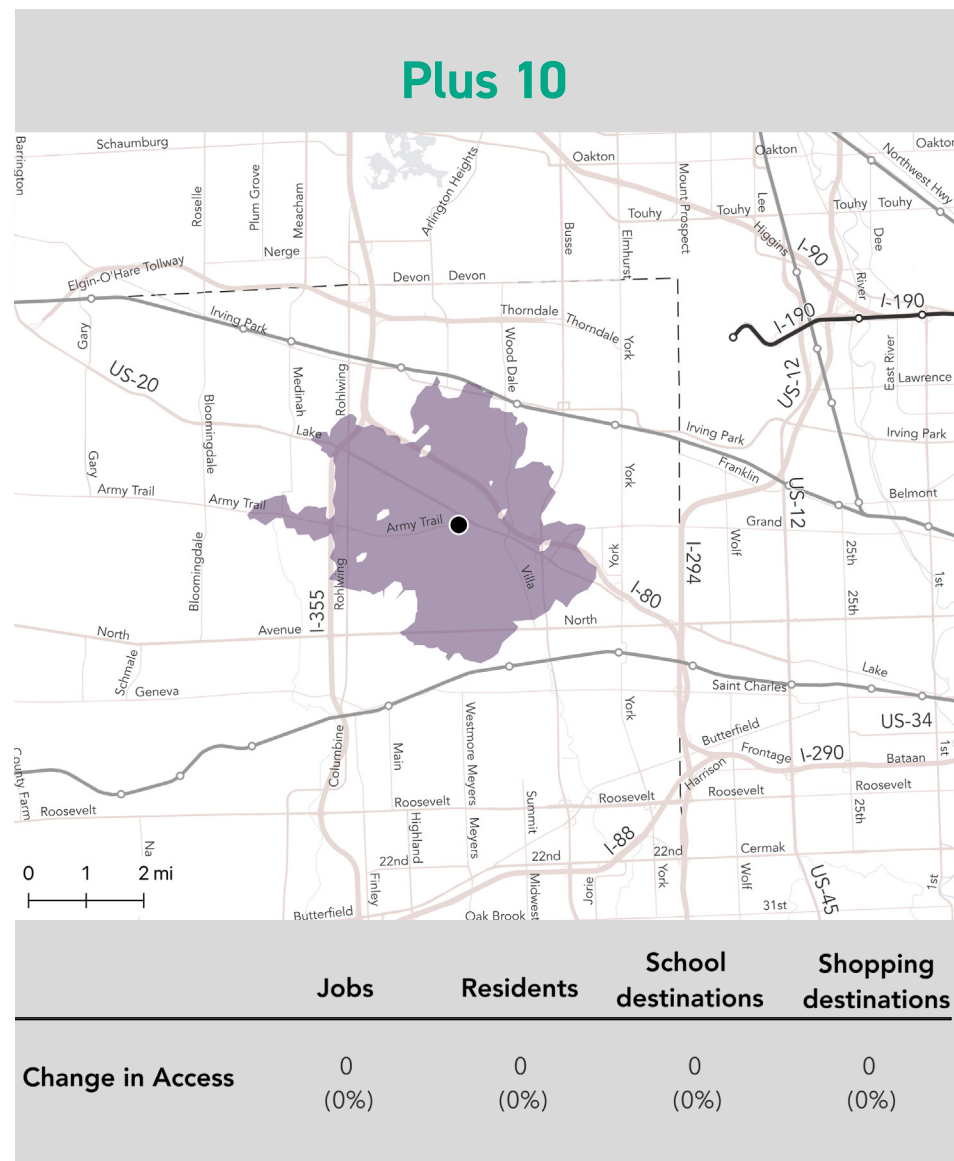 Plus 10
Barrington
Schaumburg
Roselle
Plum Grove
Meacham
Arlington Heights
Oakton
Mount Prospect
Oakton
Northwest Hwy
Oakton
Touhy
Touhy
Lee
Touhy
Touhy
Busse
Elmhurst
Higgins
I-90
Dee
Nerge
Elgin-O'Hare Tollway
Devon
Devon
River
I-190
I-190
Gary
Irving Park
Thorndale
Thorndale
Wood Dale
York
US-12
East River
Lawrence
US-20
Medinah
Rohlwing
Bloomingdale
Lake
Irving Park
Irving Park
Franklin
Gary
Army Trail
Army Trail
Army Trail
York
US-12
Belmont
Grand
Wolf
25th
Bloomingdale
Rohlwing
I-355
Villa
York
I-80
I-294
25th
1st
North
Avenue
North
Schmale
Geneva
Lake
Saint Charles
York
US-34
Westmore Meyers
Columbine
Main
Butterfield
Frontage
I-290
Bataan
1st
Harrison
County Farm
Roosevelt
Roosevelt
Summit
Roosevelt
Roosevelt
Roosevelt
25th
Highland
Meyers
I-88
Na
22nd
22nd
22nd
Cermak
0 1 2 mi
Finley
Midwest
Jorie
York
Wolf
US-45
1st
31st
Butterfield
Oak Brook
Jobs
Residents
School
destinations
Shopping
destinations
Change in Access
0
(0%)
0
(0%)
0
(0%)
0
(0%)